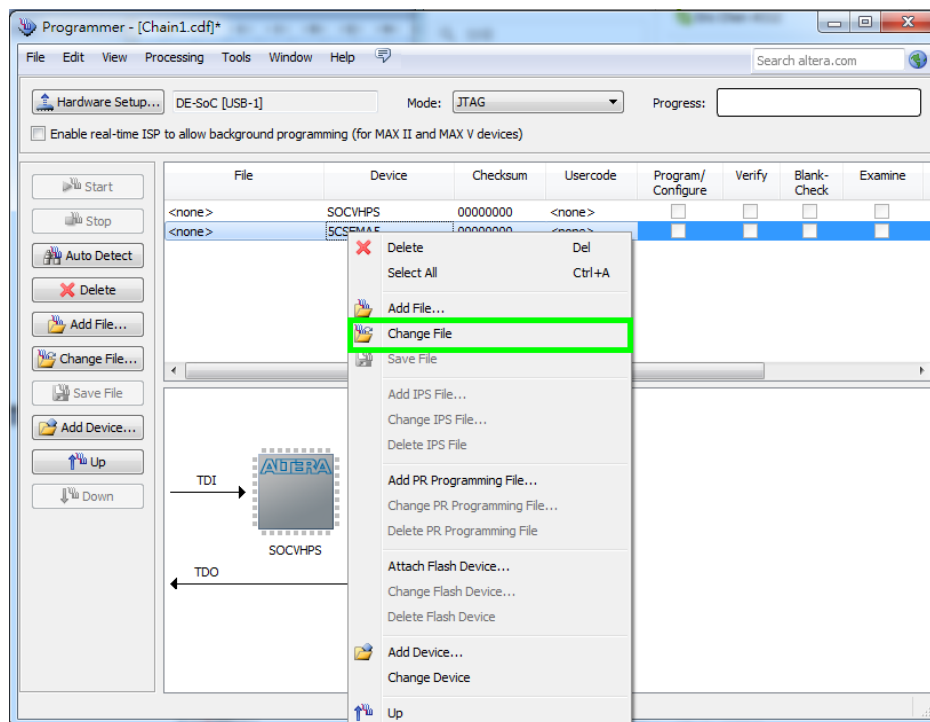 Programmer - [Chain1.cdf]*
File Edit View Processing Tools Window Help
Search altera.com
Hardware Setup... DE-SoC [USB-1] Mode: JTAG Progress:
Enable real-time ISP to allow background programming (for MAX II and MAX V devices)
Start
Stop
Auto Detect
Delete
Add File...
Change File...
Save File
Add Device...
Up
Down
File Device Checksum Usercode Program/ Configure Verify Blank- Check Examine
<none> SOCVHPS 00000000 <none>
<none> 5CSEMA5 00000000 <none>
Delete Del
Select All Ctrl+A
Add File...
Change File
Save File
Add IPS File...
Change IPS File...
Delete IPS File
Add PR Programming File...
Change PR Programming File...
Delete PR Programming File
Attach Flash Device...
Change Flash Device...
Delete Flash Device
Add Device...
Change Device
Up
TDI
ALTERA
SOCVHPS
TDO